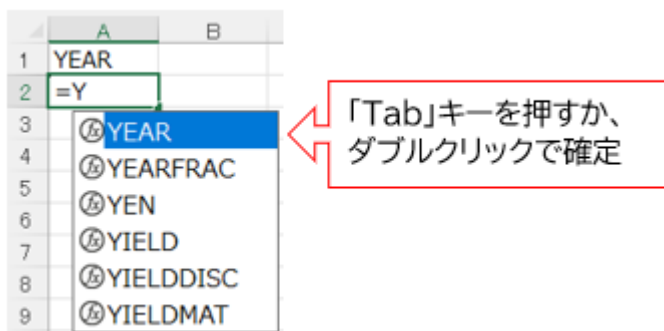 A B
1 YEAR
2 =Y
3 YEAR
4 YEARFRAC
5 YEN
6 YIELD
7 YIELDDISC
8 YIELDMAT
9
「Tab」キーを押すか、
ダブルクリックで確定